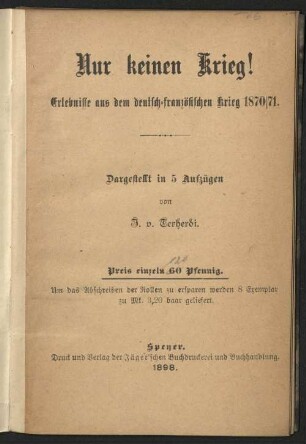 Nur keinen Krieg!
Erlebnisse aus dem deutsch-französischen Krieg 1870/71.
Dargestellt in 5 Aufzügen
von
J. v. Terherdi.
120
Preis einzeln 60 Pfennig.
Um das Abschreiben der Rollen zu ersparen werden 8 Exemplar
zu Mk. 3,20 baar geliefert.
Speyer.
Druck und Verlag der Jäger'schen Buchdruckerei und Buchhandlung.
1898.